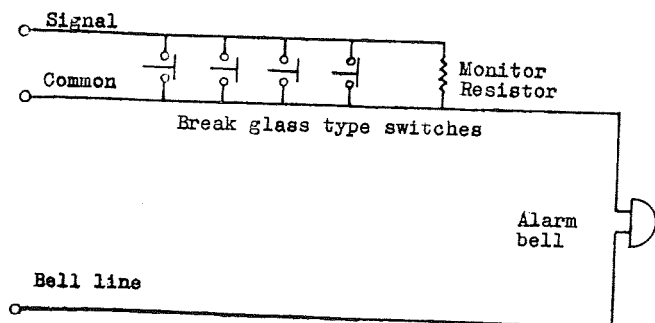 Signal
Common
Monitor
Resistor
Break glass type switches
Alarm
bell
Bell line